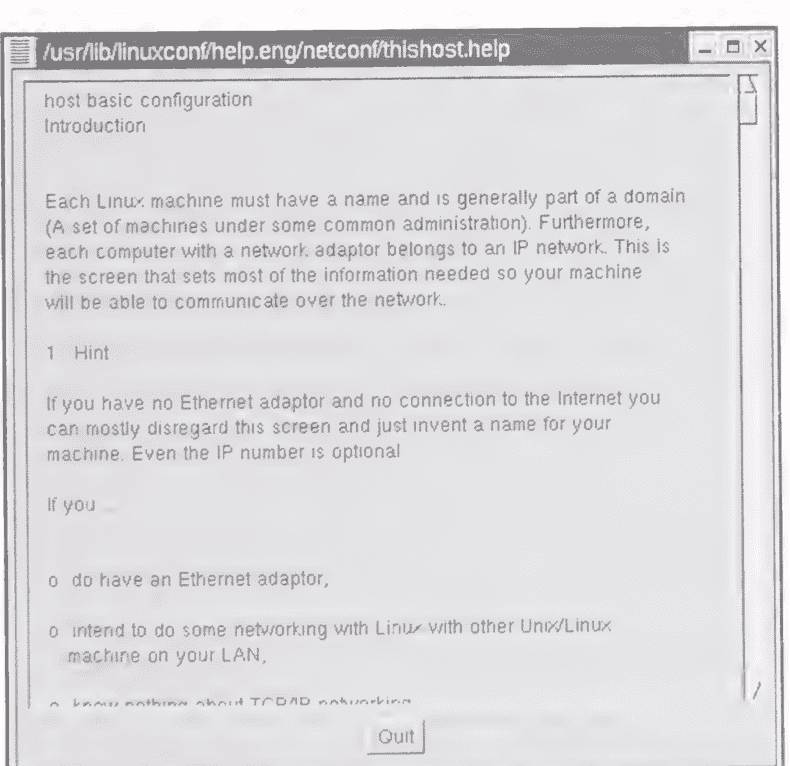 /usr/lib/linuxconf/help.eng/netconf/thishost.help
host basic configuration
Introduction
Each Linux machine must have a name and is generally part of a domain
(A set of machines under some common administration). Furthermore,
each computer with a network adaptor belongs to an IP network. This is
the screen that sets most of the information needed so your machine
will be able to communicate over the network.
1 Hint
If you have no Ethernet adaptor and no connection to the Internet you
can mostly disregard this screen and just invent a name for your
machine. Even the IP number is optional
If you ...
o do have an Ethernet adaptor,
o intend to do some networking with Linux with other Unix/Linux
machine on your LAN,
o know nothing about TCP/IP networking
Quit